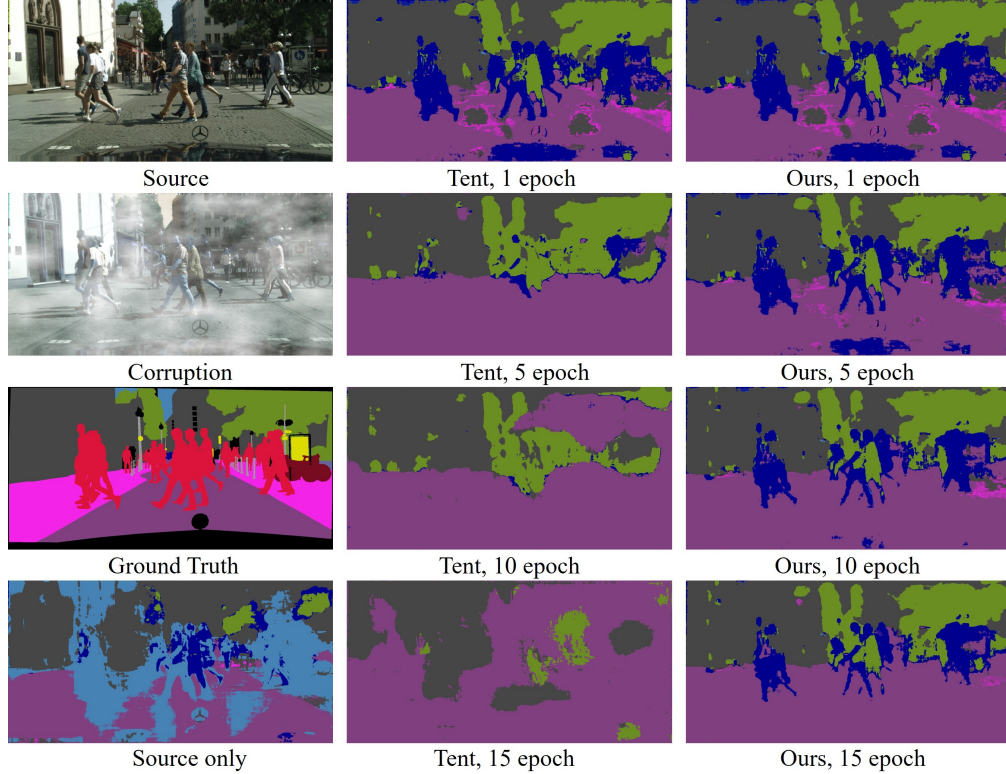 Source
Tent, 1 epoch
Ours, 1 epoch
Corruption
Tent, 5 epoch
Ours, 5 epoch
Ground Truth
Tent, 10 epoch
Ours, 10 epoch
Source only
Tent, 15 epoch
Ours, 15 epoch